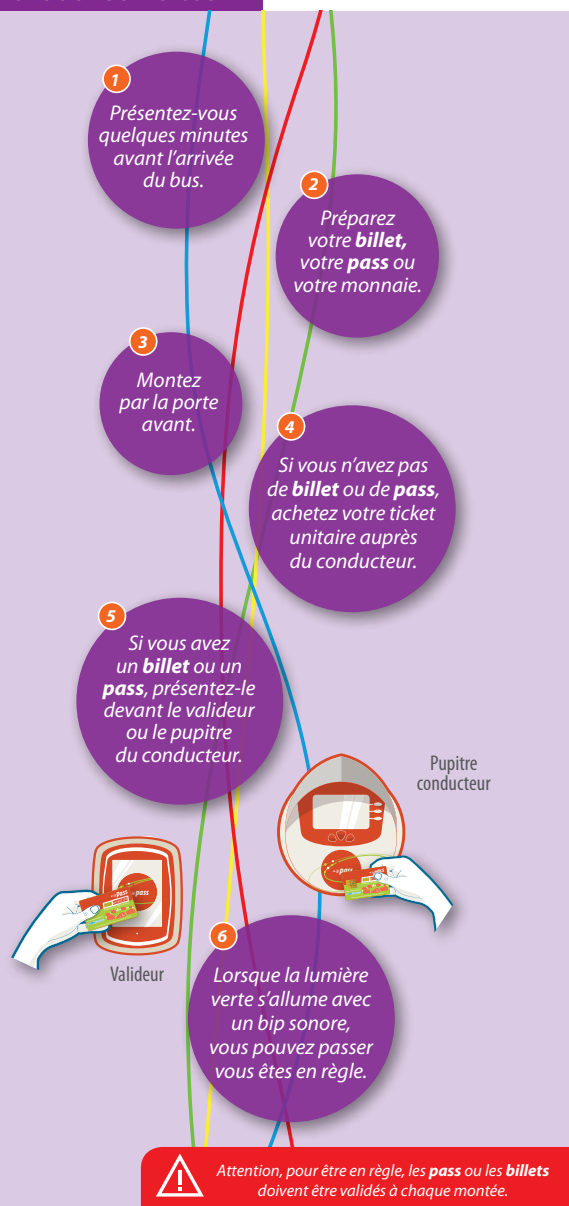 1
Présentez-vous
quelques minutes
avant l'arrivée
du bus.
2
Préparez
votre billet,
votre pass ou
votre monnaie.
3
Montez
par la porte
avant.
4
Si vous n'avez pas
de billet ou de pass,
achetez votre ticket
unitaire auprès
du conducteur.
5
Si vous avez
un billet ou un
pass, présentez-le
devant le valideur
ou le pupitre
du conducteur.
Pupitre
conducteur
pass
pass
pass
Valideur
6
Lorsque la lumière
verte s'allume avec
un bip sonore,
vous pouvez passer
vous êtes en règle.
Attention, pour être en règle, les pass ou les billets
doivent être validés à chaque montée.